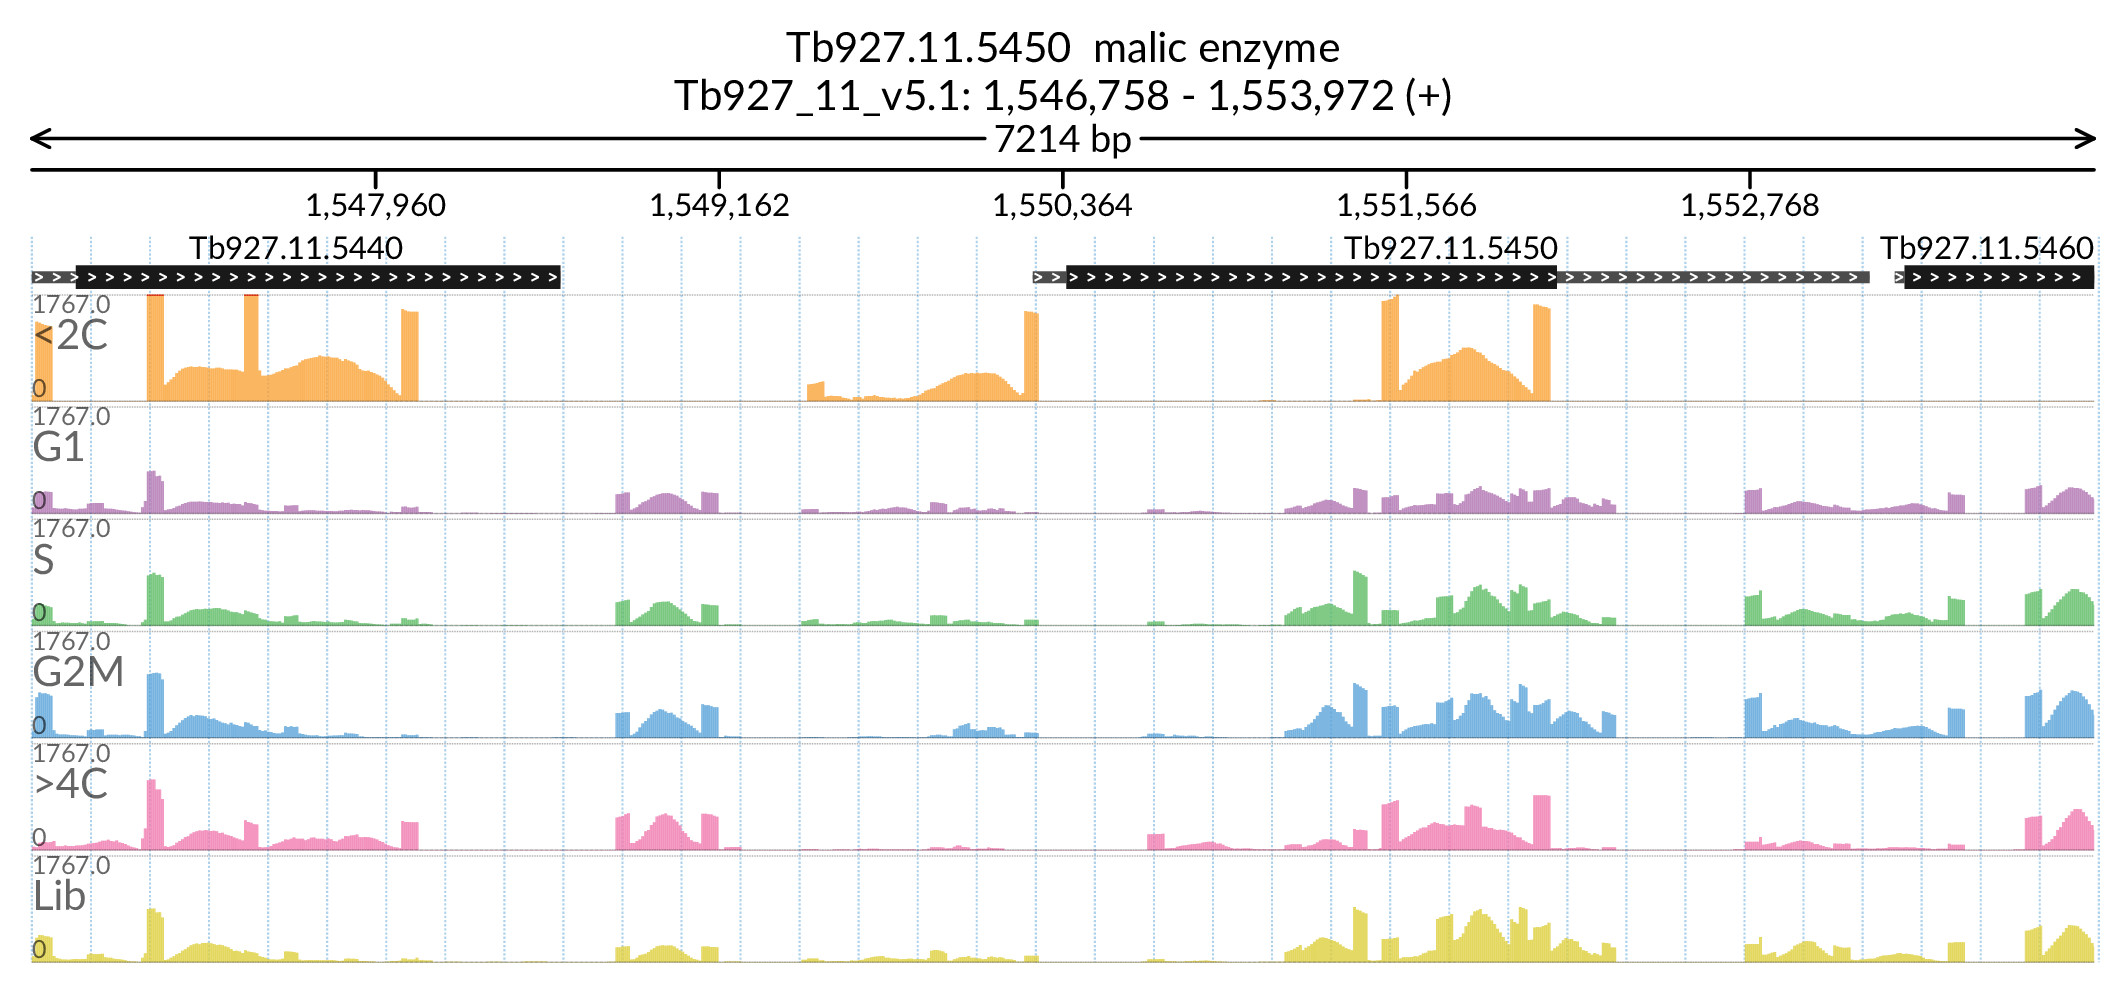 Tb927.11.5450  malic enzyme
Tb927_11_v5.1: 1,546,758 - 1,553,972 (+)
7214 bp
1,547,960 1,549,162 1,550,364 1,551,566 1,552,768
Tb927.11.5440 Tb927.11.5450 Tb927.11.5460
1767.0
<2C
0
1767.0
G1
0
1767.0
S
0
1767.0
G2M
0
1767.0
>4C
0
1767.0
Lib
0